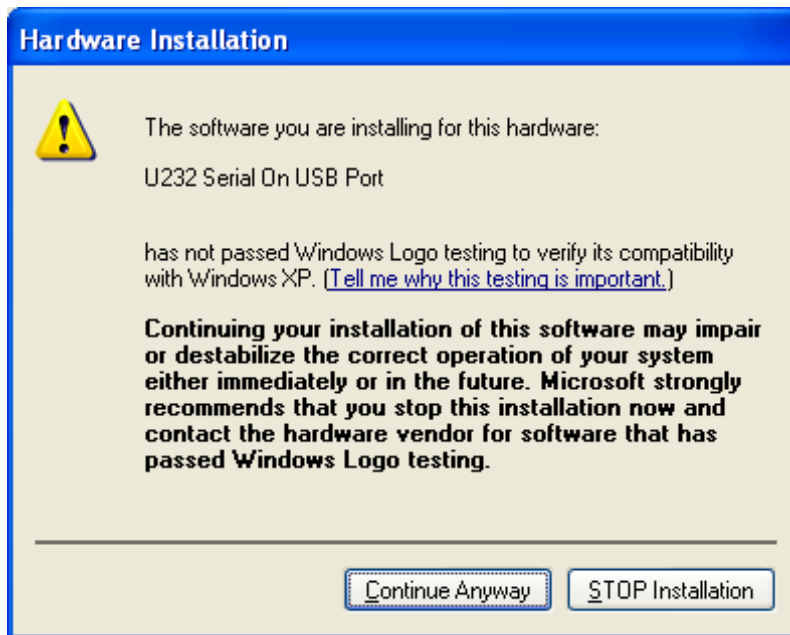 Hardware Installation
The software you are installing for this hardware:
U232 Serial On USB Port
has not passed Windows Logo testing to verify its compatibility
with Windows XP. (Tell me why this testing is important.)
Continuing your installation of this software may impair
or destabilize the correct operation of your system
either immediately or in the future. Microsoft strongly
recommends that you stop this installation now and
contact the hardware vendor for software that has
passed Windows Logo testing.
Continue Anyway
STOP Installation